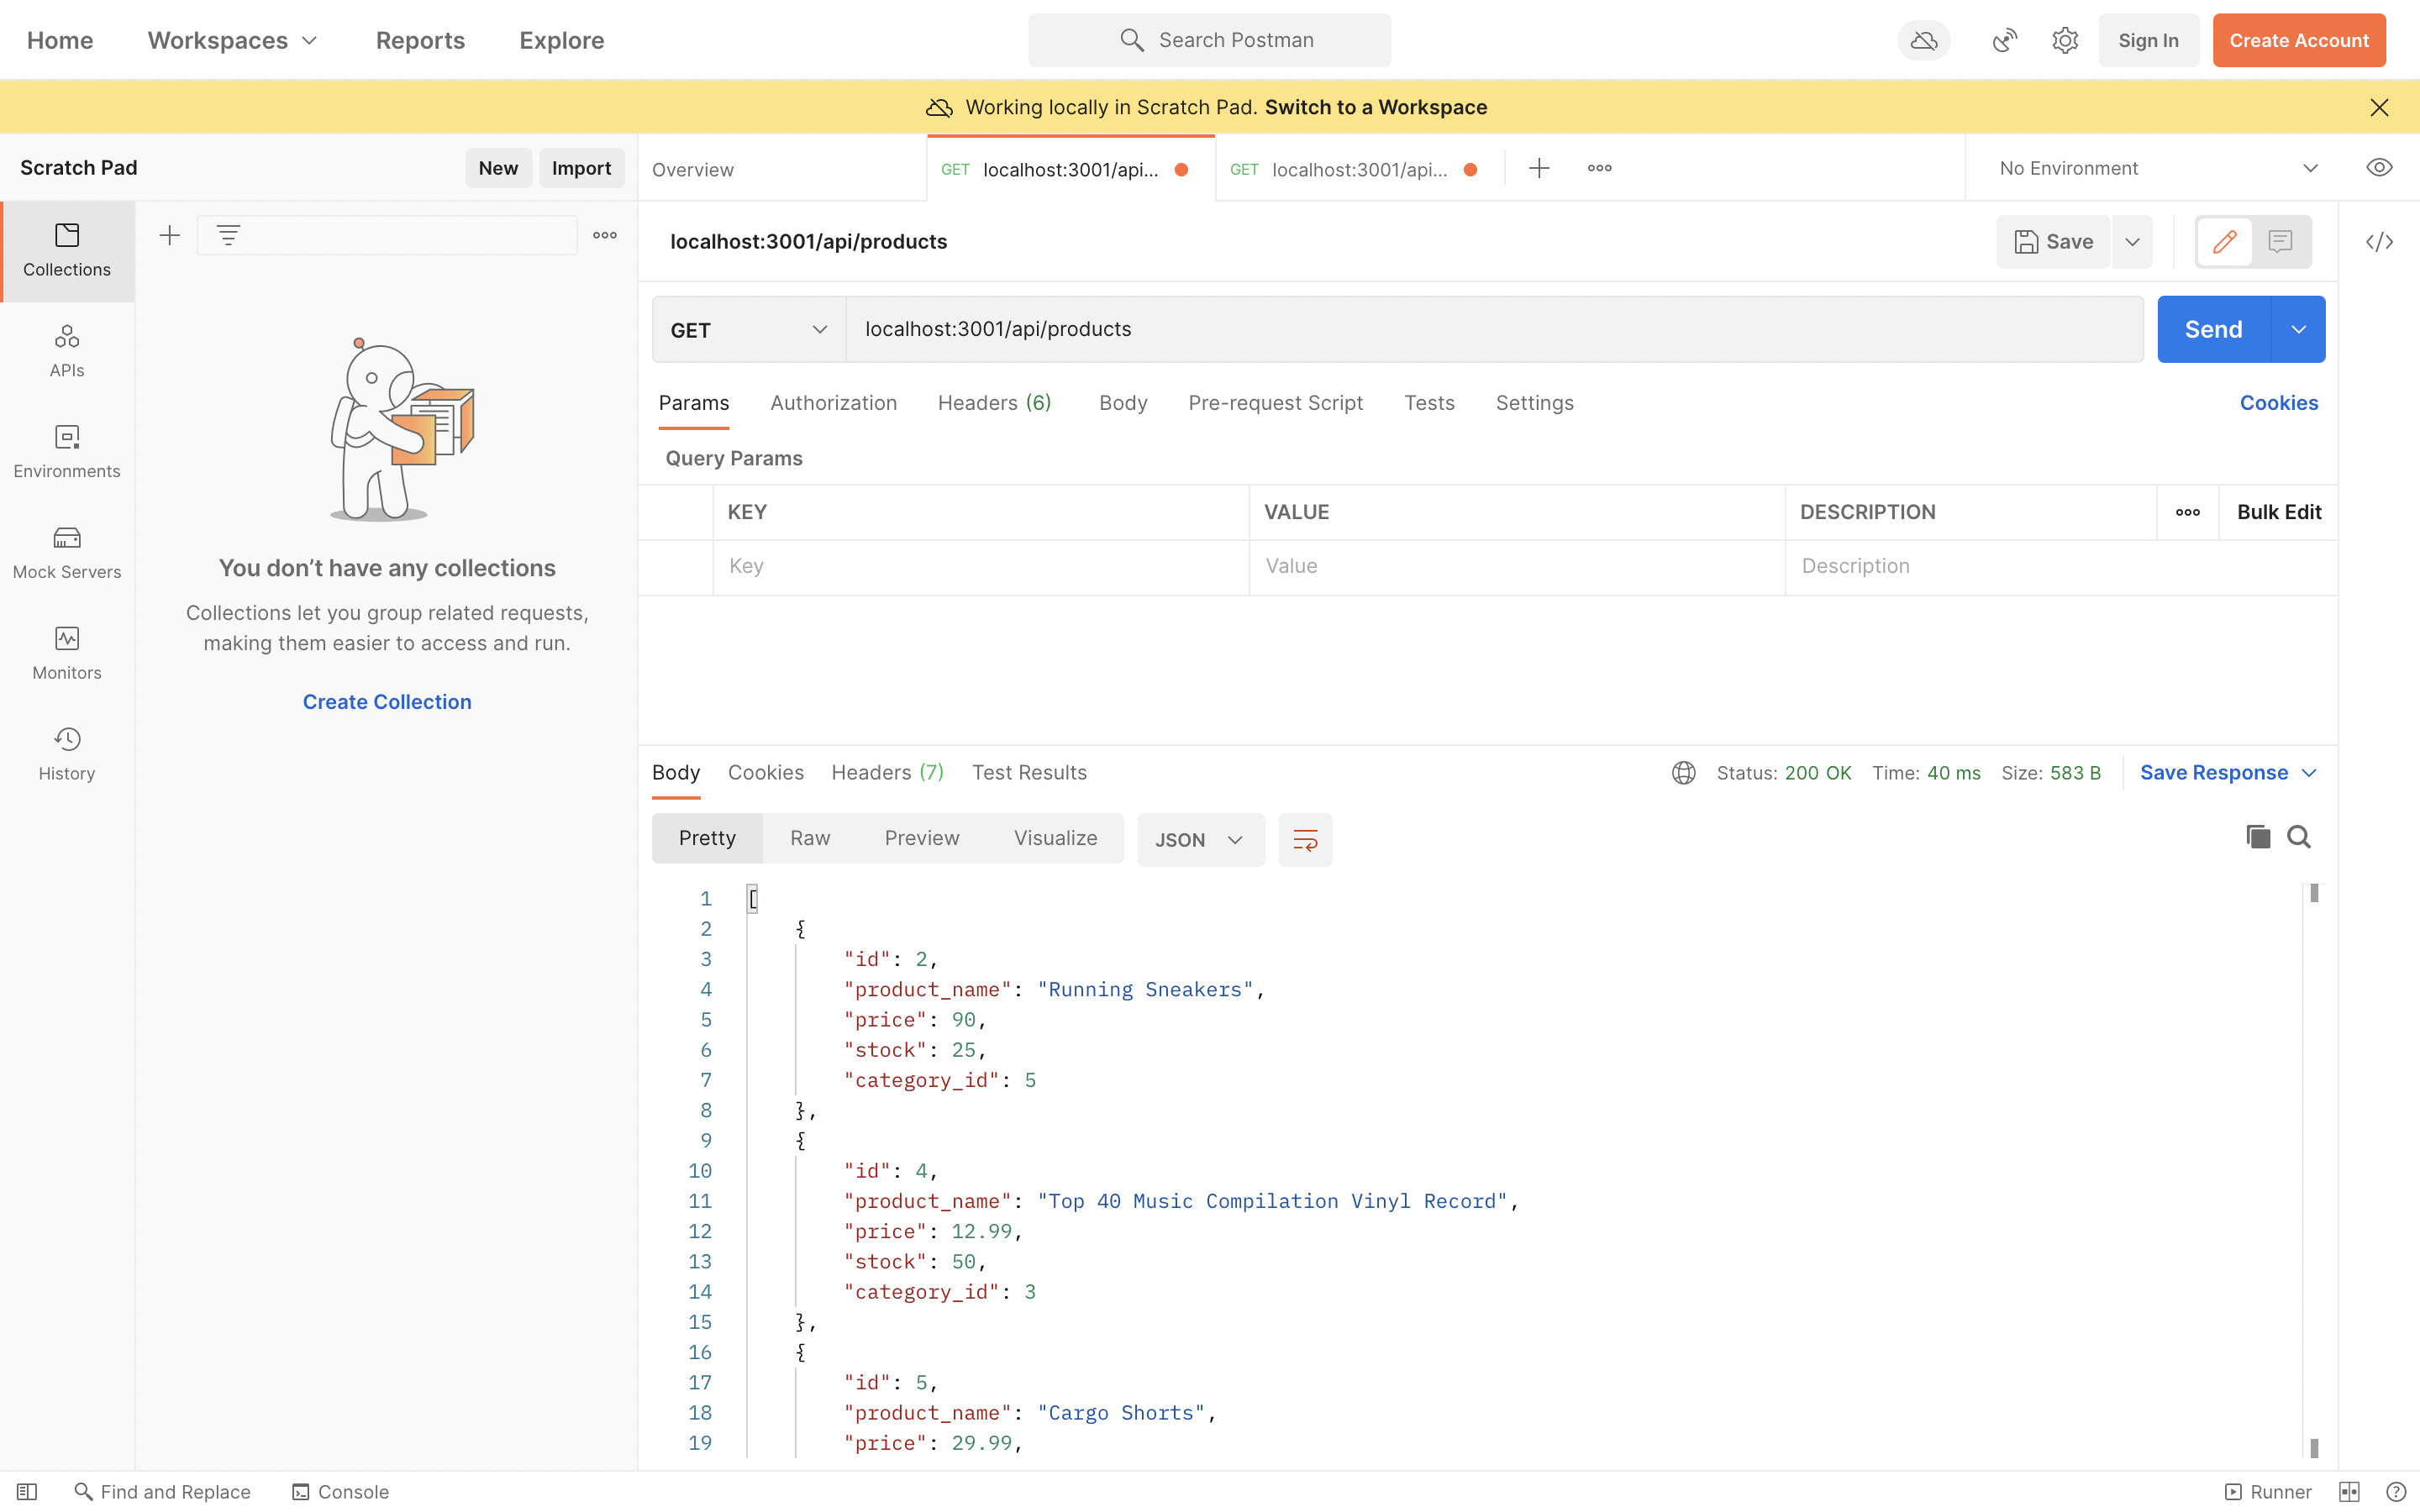 Home Workspaces Reports Explore Search Postman Sign In Create Account
Working locally in Scratch Pad. Switch to a Workspace
Scratch Pad New Import
Overview GET localhost:3001/api... GET localhost:3001/api... No Environment
Collections
APIs
Environments
Mock Servers
Monitors
History
You don’t have any collections
Collections let you group related requests,
making them easier to access and run.
Create Collection
localhost:3001/api/products Save
GET localhost:3001/api/products Send
Params Authorization Headers (6) Body Pre-request Script Tests Settings Cookies
Query Params
KEY VALUE DESCRIPTION Bulk Edit
Key Value Description
Body Cookies Headers (7) Test Results Status: 200 OK Time: 40 ms Size: 583 B Save Response
Pretty Raw Preview Visualize JSON
1 [
2 {
3 "id": 2,
4 "product_name": "Running Sneakers",
5 "price": 90,
6 "stock": 25,
7 "category_id": 5
8 },
9 {
10 "id": 4,
11 "product_name": "Top 40 Music Compilation Vinyl Record",
12 "price": 12.99,
13 "stock": 50,
14 "category_id": 3
15 },
16 {
17 "id": 5,
18 "product_name": "Cargo Shorts",
19 "price": 29.99,
Find and Replace Console Runner